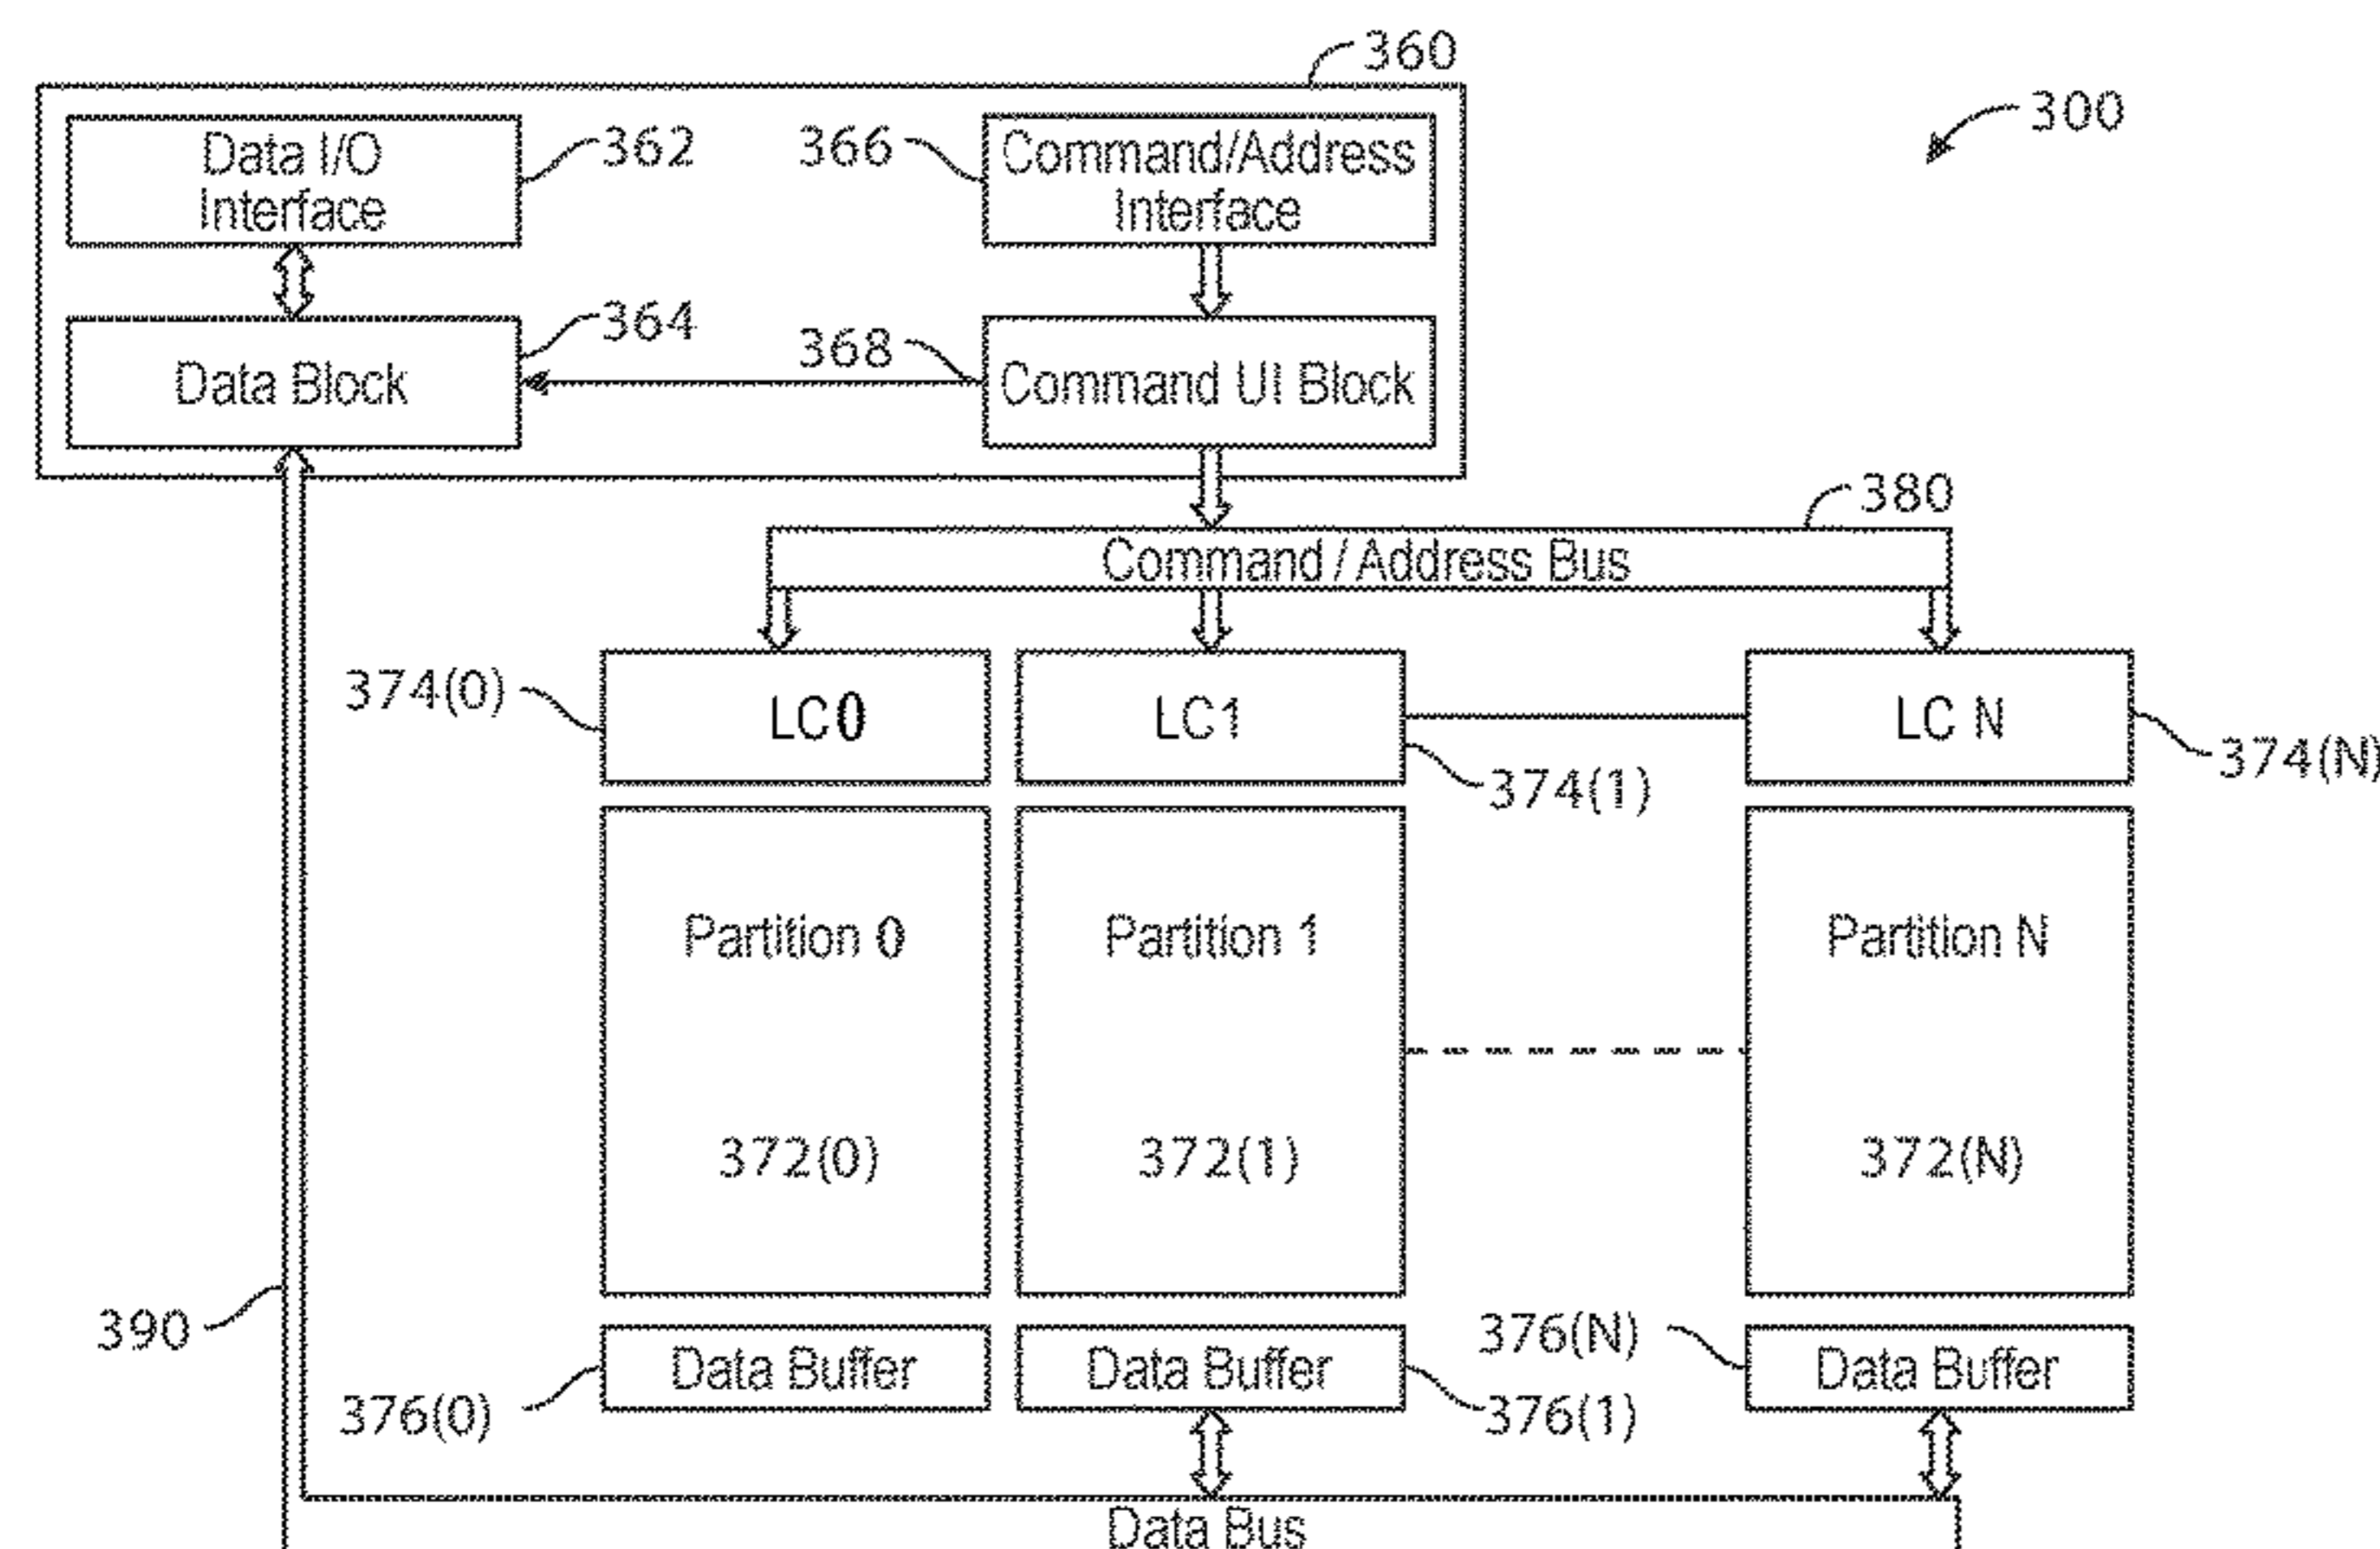 360
300
Data I/O
Interface
362
366
Command/Address
Interface
364
368
Data Block
Command UI Block
380
Command / Address Bus
374(0)
LC0
LC1
LC N
374(1)
374(N)
Partition 0
Partition 1
Partition N
372(0)
372(1)
372(N)
390
376(N)
Data Buffer
Data Buffer
Data Buffer
376(0)
376(1)
Data Bus